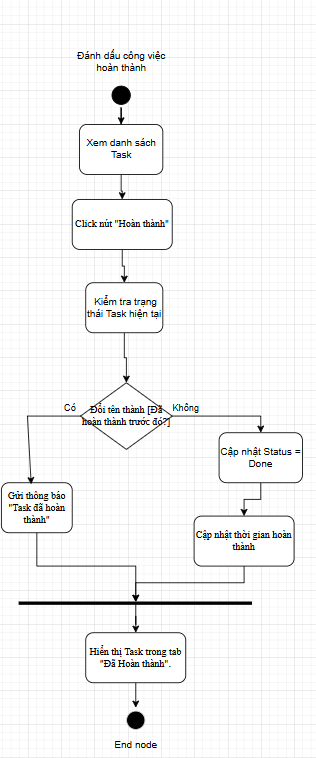 Đánh dấu công việc
hoàn thành
Xem danh sách
Task
Click nút "Hoàn thành"
Kiểm tra trạng
thái Task hiện tại
Có
Đổi tên thành [Đã
hoàn thành trước đó?]
Không
Cập nhật Status =
Done
Gửi thông báo
"Task đã hoàn
thành"
Cập nhật thời gian hoàn
thành
Hiển thị Task trong tab
"Đã Hoàn thành".
End node